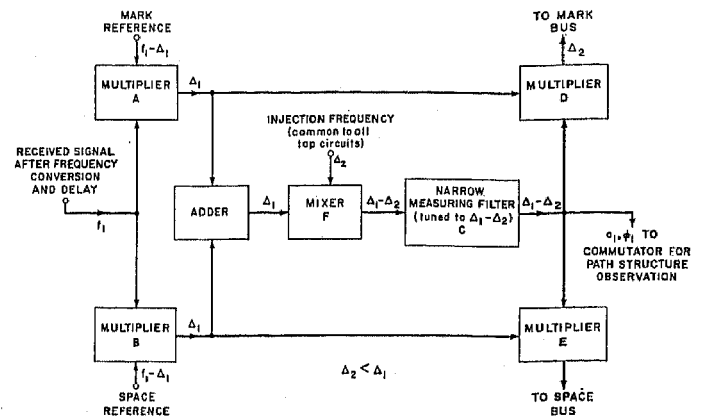 MARK
REFERENCE
f₁-Δ₁
MULTIPLIER
A
Δ₁
TO MARK
BUS
Δ₂
MULTIPLIER
D
INJECTION FREQUENCY
(common to all
tap circuits)
Δ₂
RECEIVED SIGNAL
AFTER FREQUENCY
CONVERSION
AND DELAY
f₁
ADDER
Δ₁
MIXER
F
Δ₁-Δ₂
NARROW
MEASURING FILTER
(tuned to Δ₁-Δ₂)
C
Δ₁-Δ₂
a₁,ϕ₁ TO
COMMUTATOR FOR
PATH STRUCTURE
OBSERVATION
MULTIPLIER
B
Δ₁
f₁-Δ₁
SPACE
REFERENCE
Δ₂<Δ₁
MULTIPLIER
E
TO SPACE
BUS